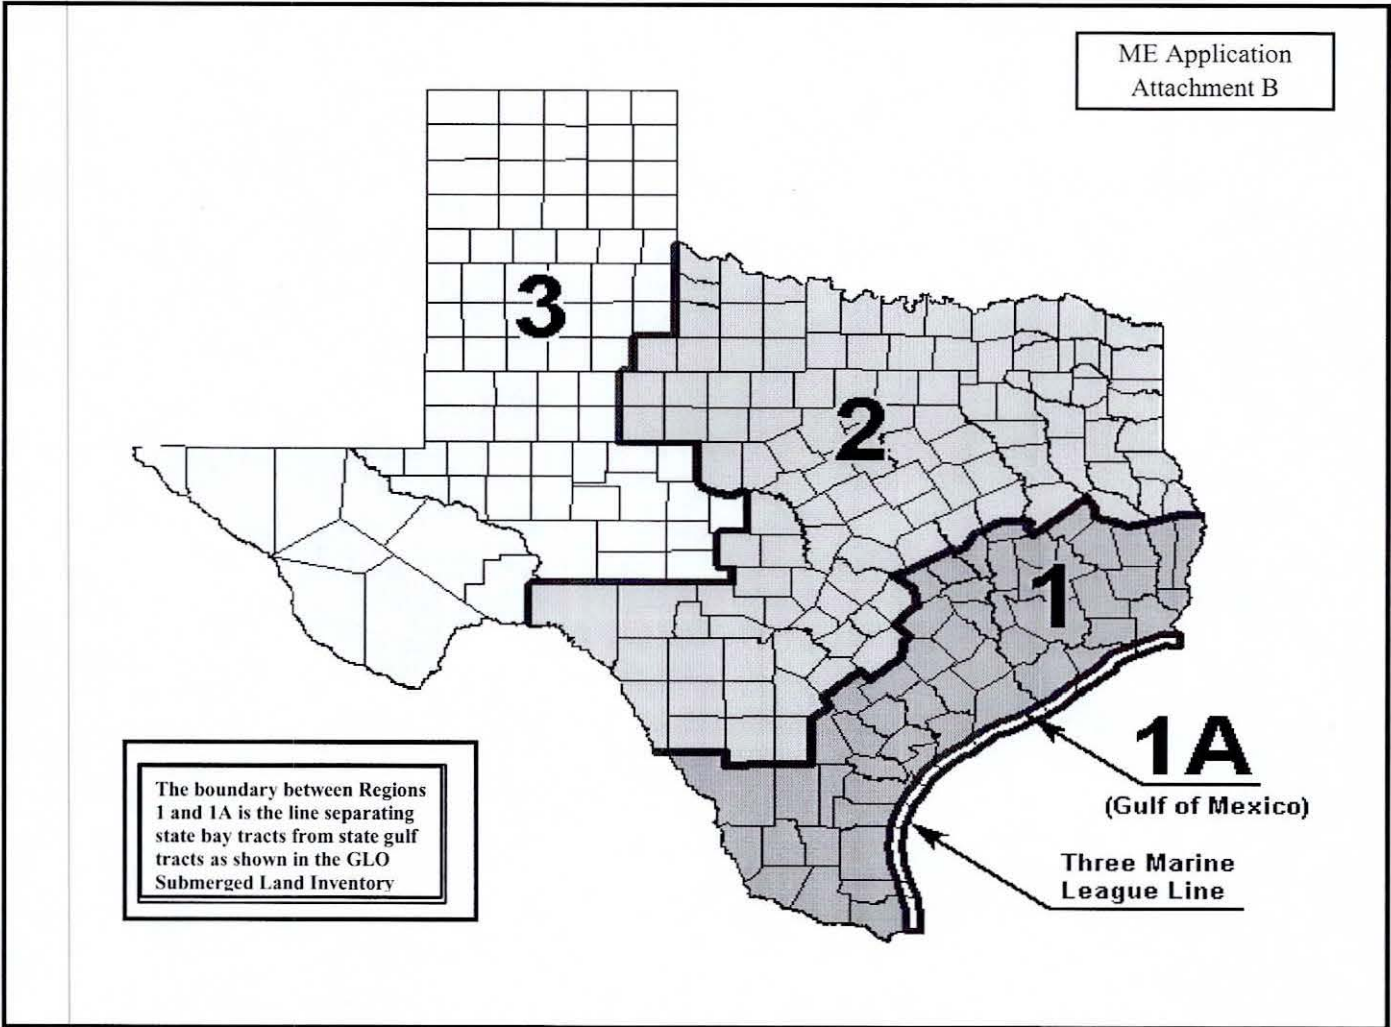 ME Application
Attachment B
3
2
1
1A
(Gulf of Mexico)
Three Marine
League Line
The boundary between Regions
1 and 1A is the line separating
state bay tracts from state gulf
tracts as shown in the GLO
Submerged Land Inventory